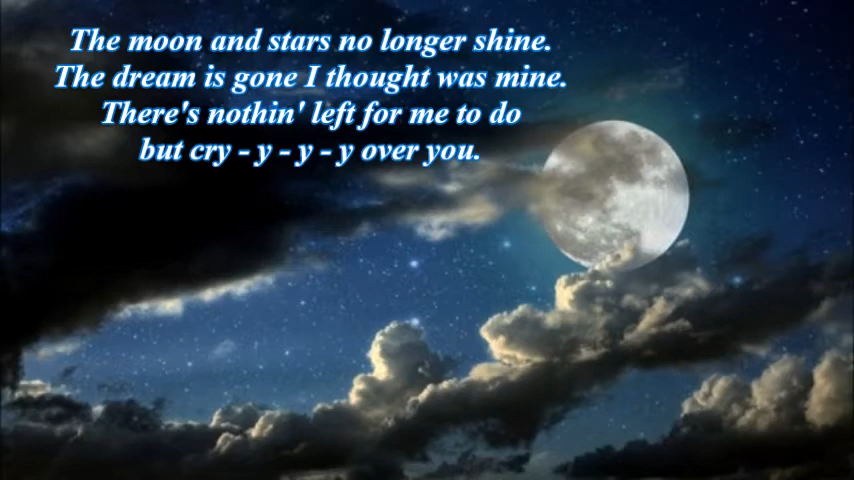 The moon and stars no longer shine.
The dream is gone I thought was mine.
There's nothin' left for me to do
but cry - y - y - y over you.